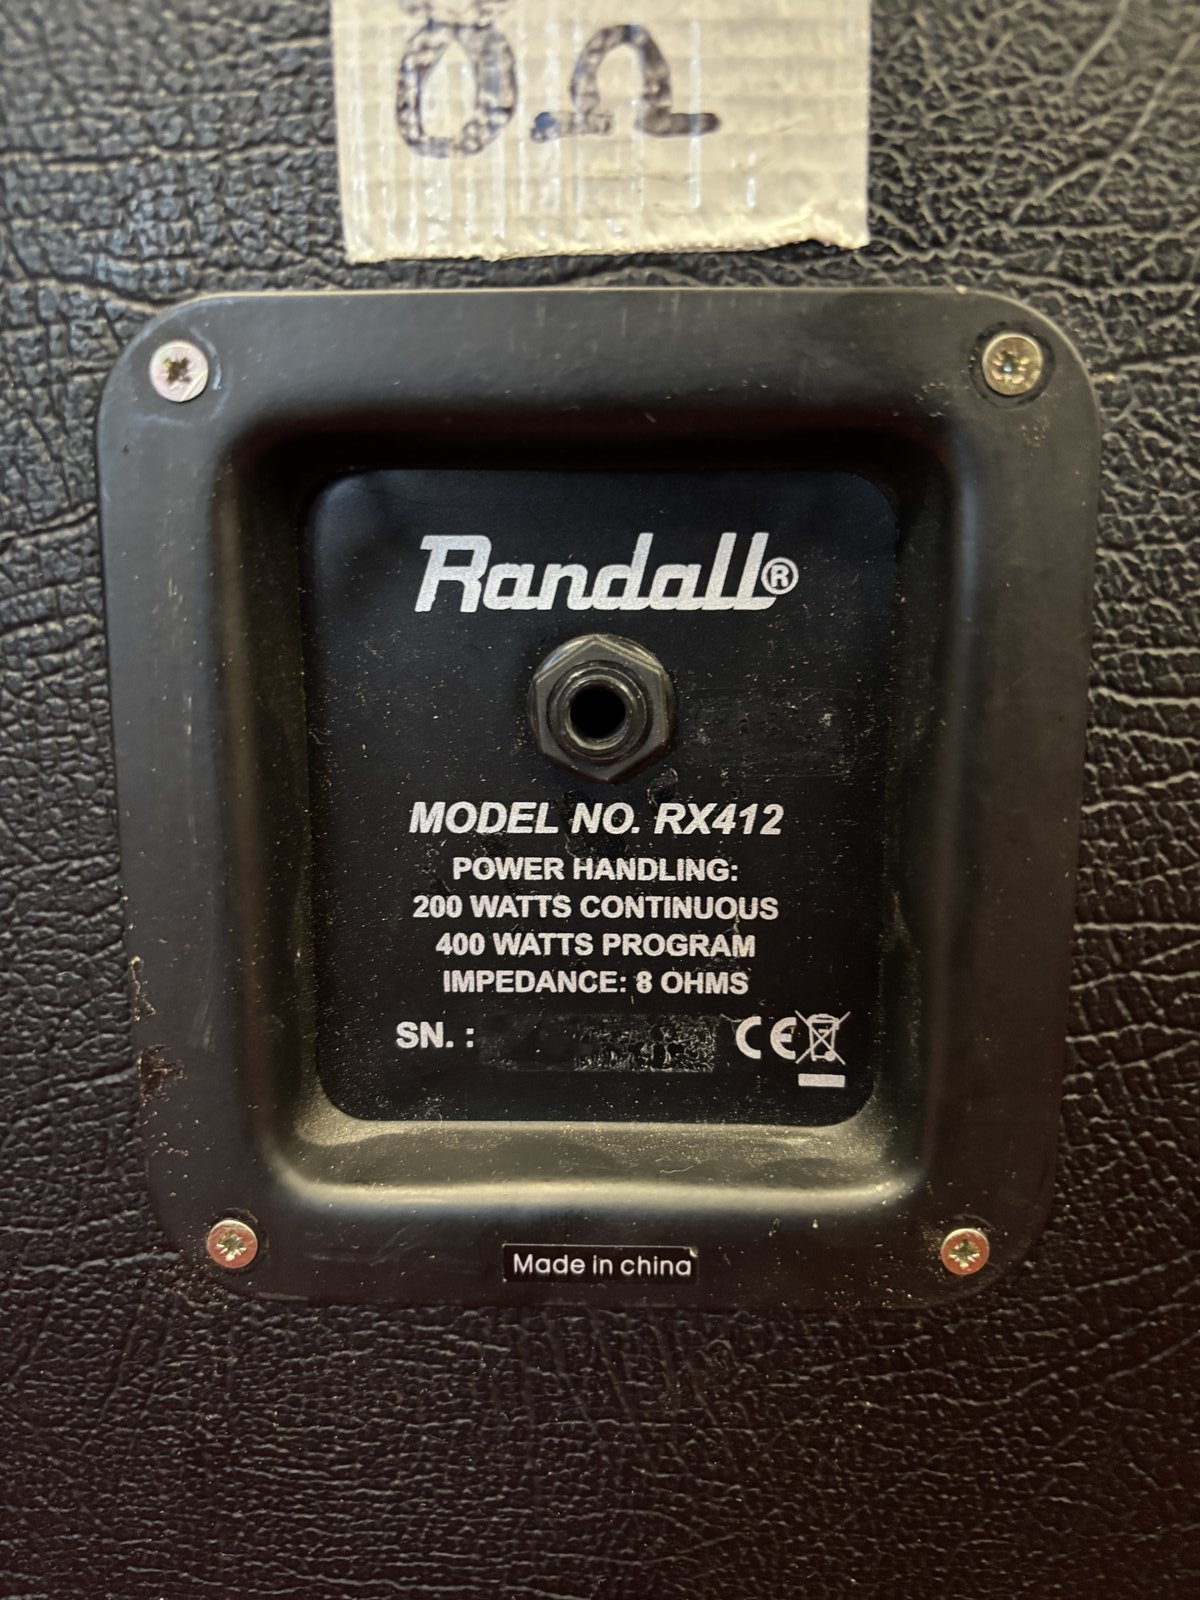 8Ω
Randall®
MODEL NO. RX412
POWER HANDLING:
200 WATTS CONTINUOUS
400 WATTS PROGRAM
IMPEDANCE: 8 OHMS
SN. :
CE
Made in china